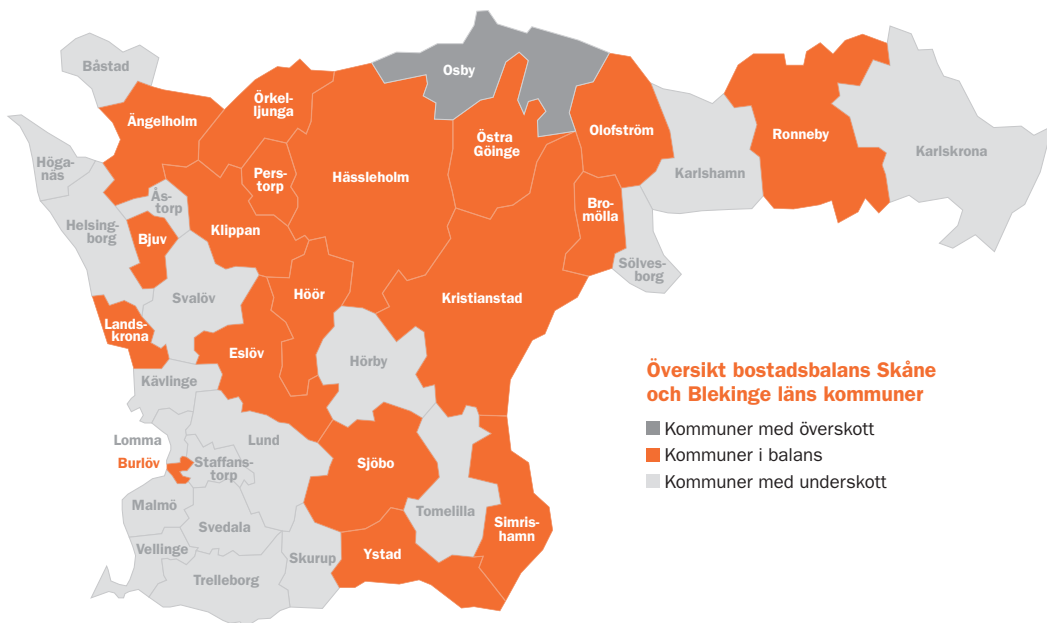 Båstad
Osby
Örkel-
ljunga
Ängelholm
Östra
Göinge
Olofström
Ronneby
Karlskrona
Höga-
näs
Pers-
torp
Hässleholm
Karlshamn
Ås-
torp
Bro-
mölla
Helsing-
borg
Bjuv
Klippan
Sölves-
borg
Svalöv
Höör
Kristianstad
Lands-
krona
Eslöv
Hörby
Kävlinge
Översikt bostadsbalans Skåne
och Blekinge läns kommuner
Kommuner med överskott
Kommuner i balans
Kommuner med underskott
Lomma
Lund
Burlöv
Staffans-
torp
Sjöbo
Malmö
Tomelilla
Svedala
Simris-
hamn
Vellinge
Skurup
Ystad
Trelleborg